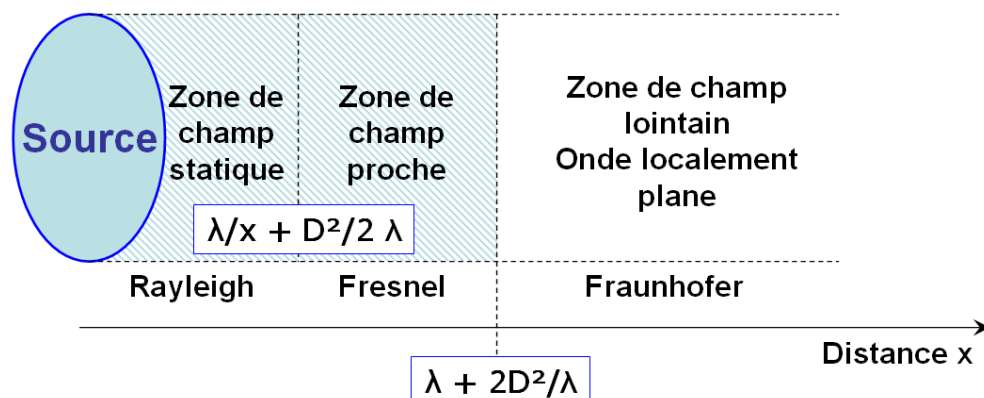 Source
Zone de
champ
statique
Zone de
champ
proche
Zone de champ
lointain
Onde localement
plane
λ/x + D²/2 λ
Rayleigh
Fresnel
Fraunhofer
Distance x
λ + 2D²/λ